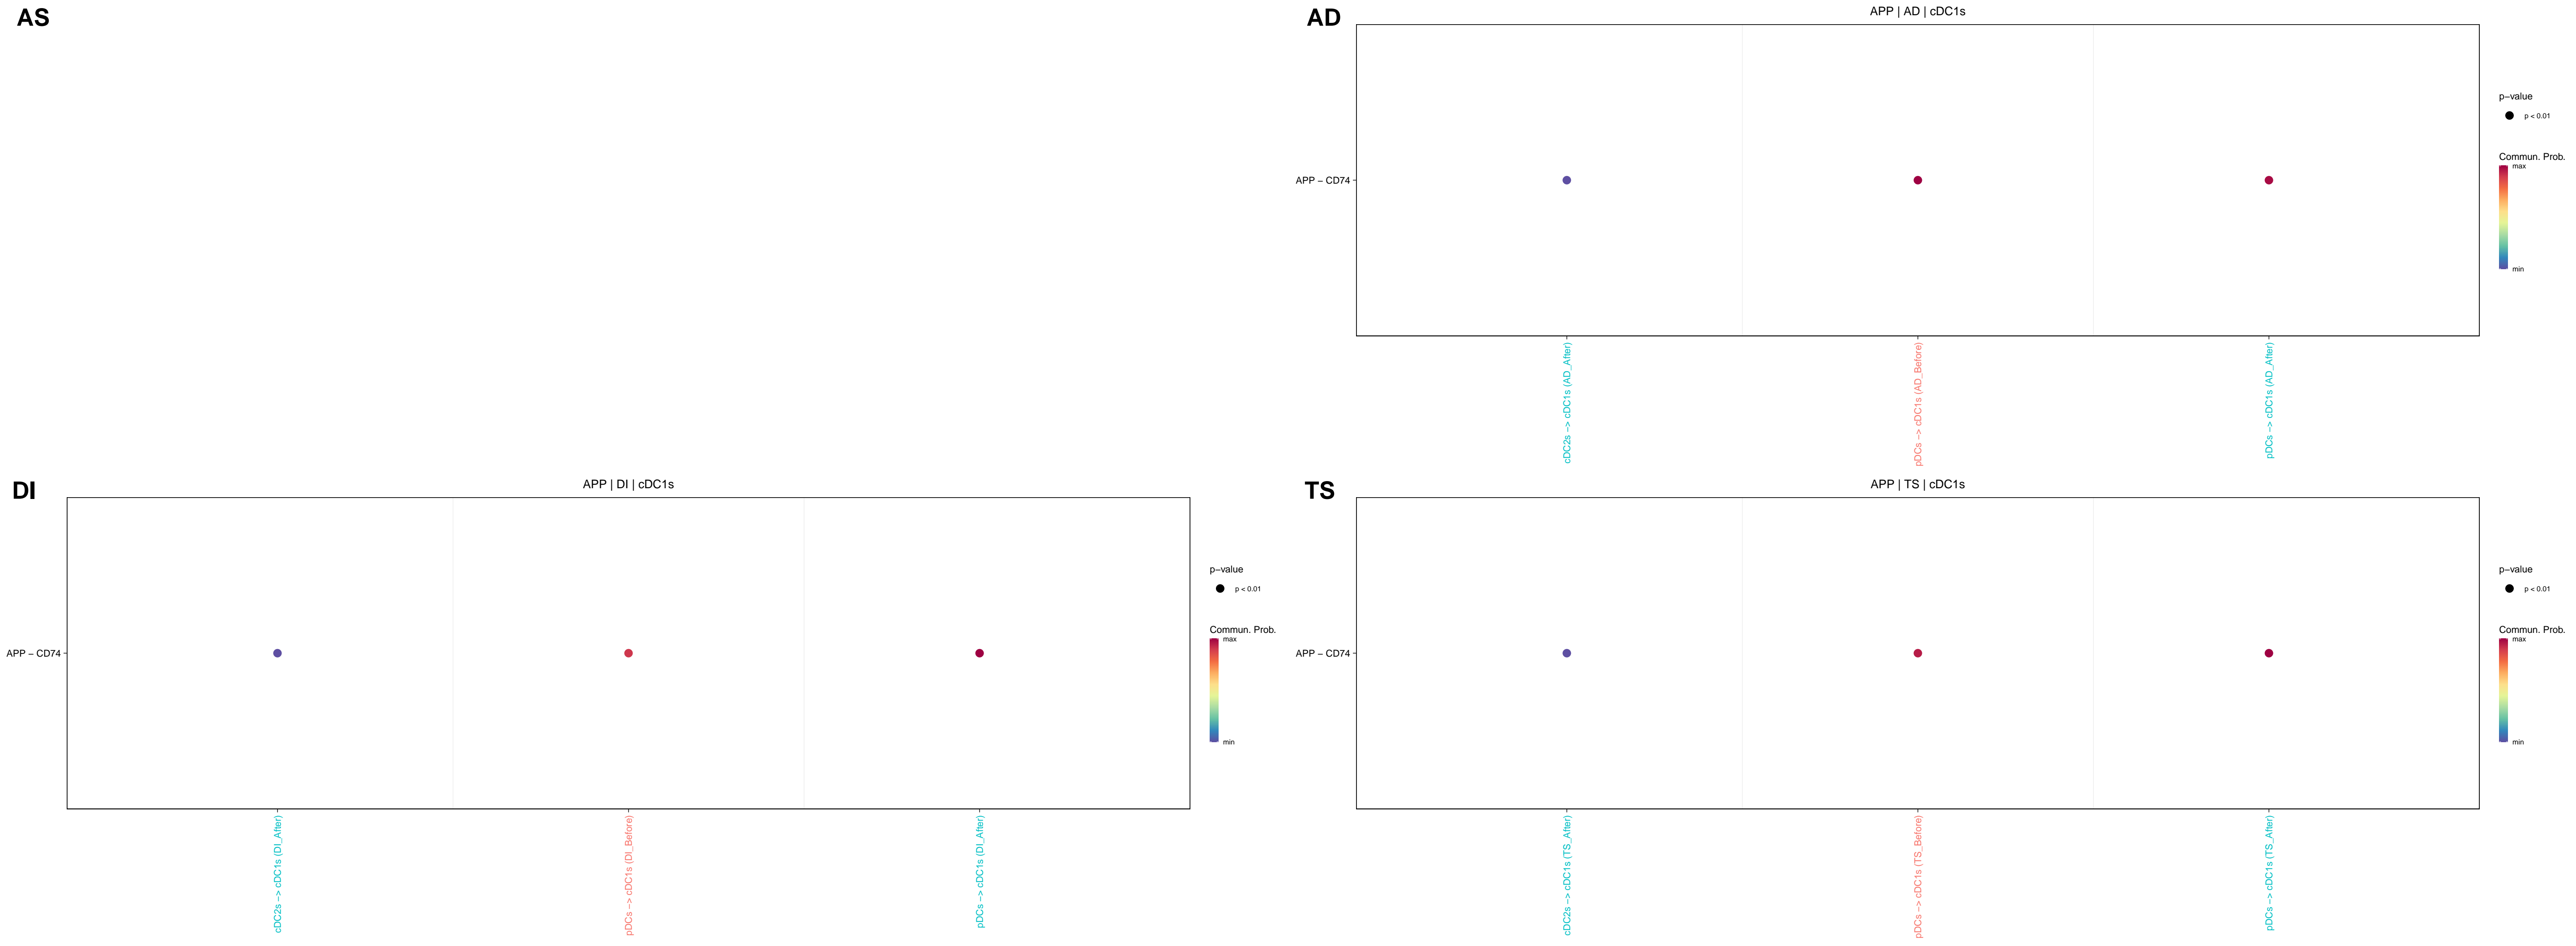 AS
AD
APP | AD | cDC1s
APP – CD74
cDC2s –> cDC1s (AD_After)
pDCs –> cDC1s (AD_Before)
pDCs –> cDC1s (AD_After)
p–value
p < 0.01
Commun. Prob.
max
min
DI
APP | DI | cDC1s
APP – CD74
cDC2s –> cDC1s (DI_After)
pDCs –> cDC1s (DI_Before)
pDCs –> cDC1s (DI_After)
p–value
p < 0.01
Commun. Prob.
max
min
TS
APP | TS | cDC1s
APP – CD74
cDC2s –> cDC1s (TS_After)
pDCs –> cDC1s (TS_Before)
pDCs –> cDC1s (TS_After)
p–value
p < 0.01
Commun. Prob.
max
min